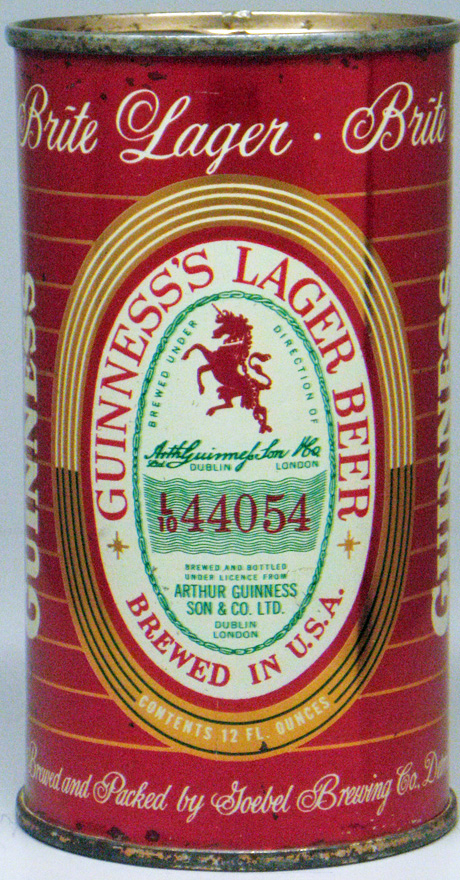 Brite Lager · Brite
GUINNESS
GUINNESS
GUINNESS'S LAGER BEER
BREWED UNDER
DIRECTION OF
Arth Guinness Son & Co
Ltd.
DUBLIN LONDON
L/10 44054
BREWED AND BOTTLED
UNDER LICENCE FROM
ARTHUR GUINNESS
SON & CO. LTD.
DUBLIN
LONDON
BREWED IN U.S.A.
CONTENTS 12 FL. OUNCES
Brewed and Packed by Goebel Brewing Co.